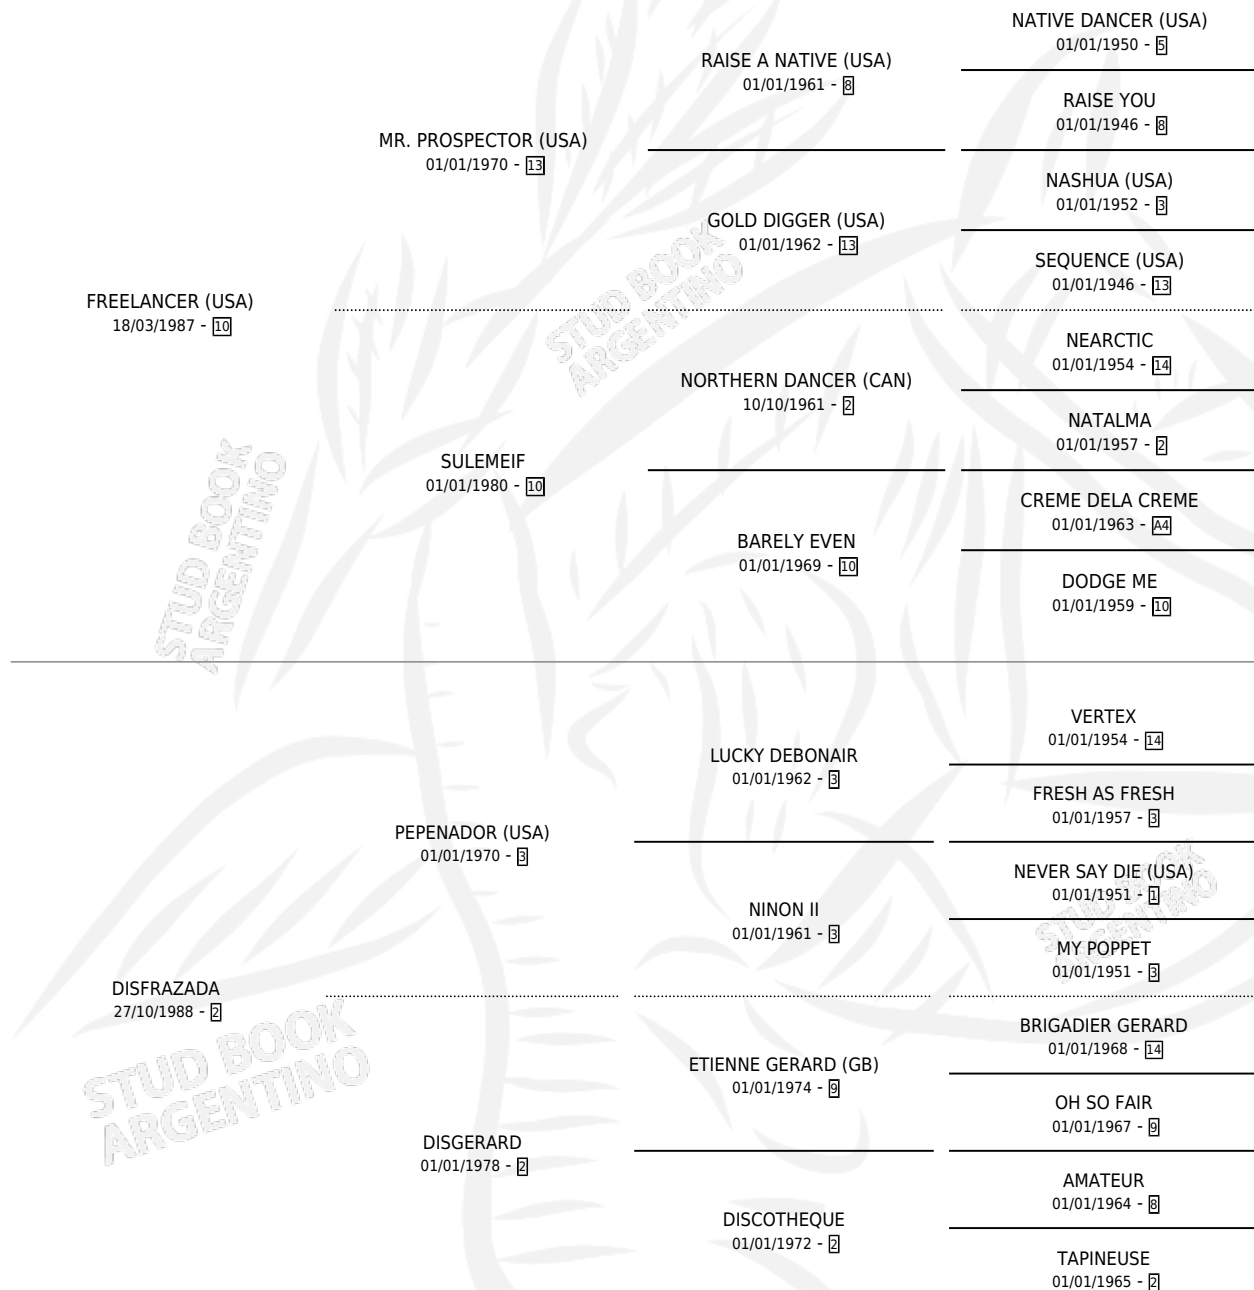 NATIVE DANCER (USA)
01/01/1950 - 5
RAISE A NATIVE (USA)
01/01/1961 - 8
RAISE YOU
01/01/1946 - 8
MR. PROSPECTOR (USA)
01/01/1970 - 13
NASHUA (USA)
01/01/1952 - 3
GOLD DIGGER (USA)
01/01/1962 - 13
SEQUENCE (USA)
01/01/1946 - 13
FREELANCER (USA)
18/03/1987 - 10
NEARCTIC
01/01/1954 - 14
NORTHERN DANCER (CAN)
10/10/1961 - 2
NATALMA
01/01/1957 - 2
SULEMEIF
01/01/1980 - 10
CREME DELA CREME
01/01/1963 - A4
BARELY EVEN
01/01/1969 - 10
DODGE ME
01/01/1959 - 10
VERTEX
01/01/1954 - 14
LUCKY DEBONAIR
01/01/1962 - 3
FRESH AS FRESH
01/01/1957 - 3
PEPENADOR (USA)
01/01/1970 - 3
NEVER SAY DIE (USA)
01/01/1951 - 1
NINON II
01/01/1961 - 3
MY POPPET
01/01/1951 - 3
DISFRAZADA
27/10/1988 - 2
BRIGADIER GERARD
01/01/1968 - 14
ETIENNE GERARD (GB)
01/01/1974 - 9
OH SO FAIR
01/01/1967 - 9
DISGERARD
01/01/1978 - 2
AMATEUR
01/01/1964 - 8
DISCOTHEQUE
01/01/1972 - 2
TAPINEUSE
01/01/1965 - 2
STUD BOOK
ARGENTINO
STUD BOOK
ARGENTINO
STUD BOOK
ARGENTINO
STUD BOOK
ARGENTINO